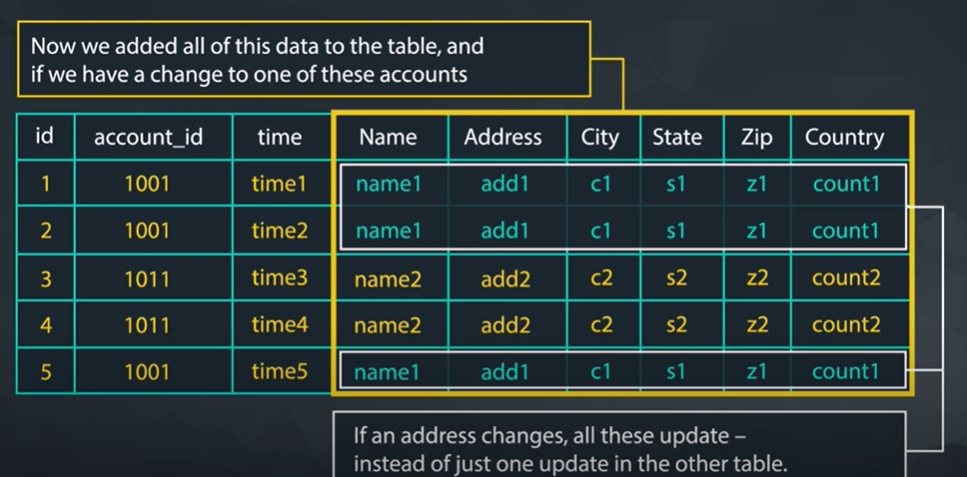 Now we added all of this data to the table, and
if we have a change to one of these accounts
id account_id time Name Address City State Zip Country
1 1001 time1 name1 add1 c1 s1 z1 count1
2 1001 time2 name1 add1 c1 s1 z1 count1
3 1011 time3 name2 add2 c2 s2 z2 count2
4 1011 time4 name2 add2 c2 s2 z2 count2
5 1001 time5 name1 add1 c1 s1 z1 count1
If an address changes, all these update –
instead of just one update in the other table.